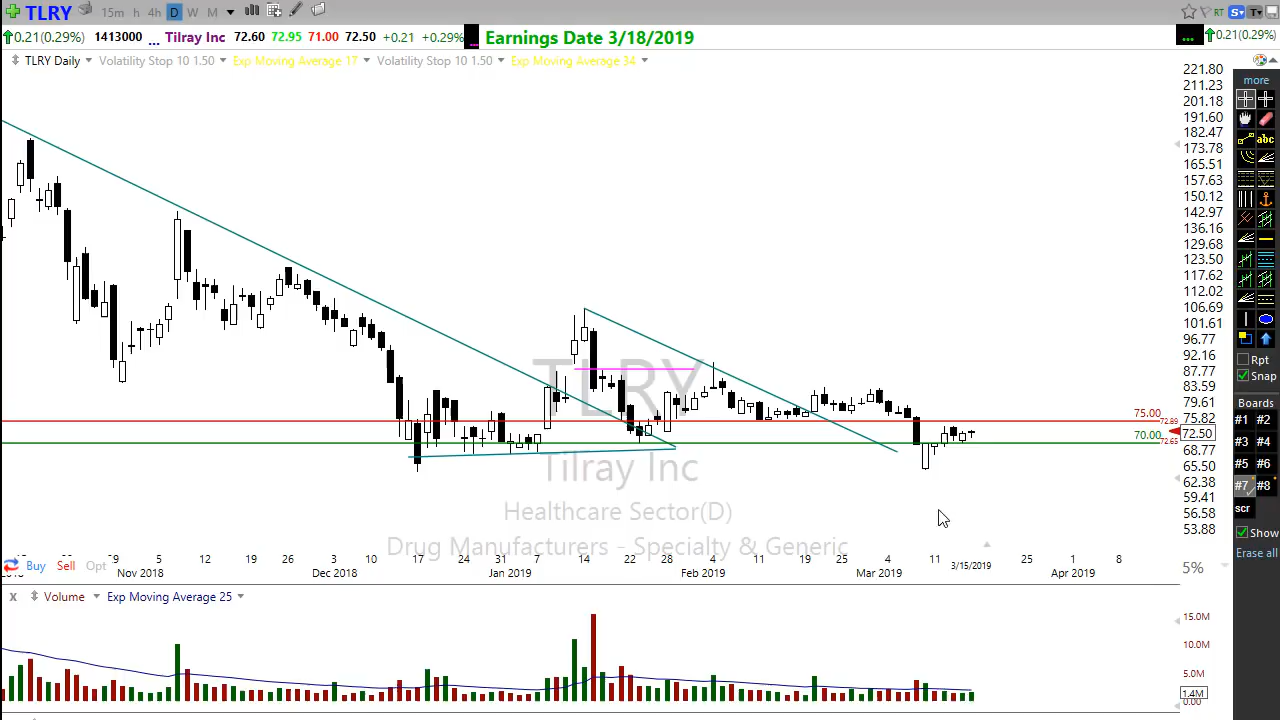 TLRY 15m h 4h D W M RT S T
0.21(0.29%) 1413000 ... Tilray Inc 72.60 72.95 71.00 72.50 +0.21 +0.29% ... Earnings Date 3/18/2019 ... 0.21(0.29%)
TLRY Daily Volatility Stop 10 1.50 Exp Moving Average 17 Volatility Stop 10 1.50 Exp Moving Average 34
221.80
211.23
201.18
191.60
182.47
173.78
165.51
157.63
150.12
142.97
136.16
129.68
123.50
117.62
112.02
106.69
101.61
96.77
92.16
87.77
83.59
79.61
75.82
72.50
68.77
65.50
62.38
59.41
56.58
53.88
75.00 72.89
70.00 72.65
TLRY
Tilray Inc
Healthcare Sector(D)
Drug Manufacturers - Specialty & Generic
more
abc
Rpt
Snap
Boards
#1 #2
#3 #4
#5 #6
#7 #8
scr
Show
Erase all
29 5 12 19 26 3 10 17 24 31 7 14 22 28 4 11 19 25 4 11 3/15/2019 25 1 8
Nov 2018 Dec 2018 Jan 2019 Feb 2019 Mar 2019 Apr 2019
Buy Sell Opt
5%
X Volume Exp Moving Average 25
15.0M
10.0M
5.0M
1.4M
0.00